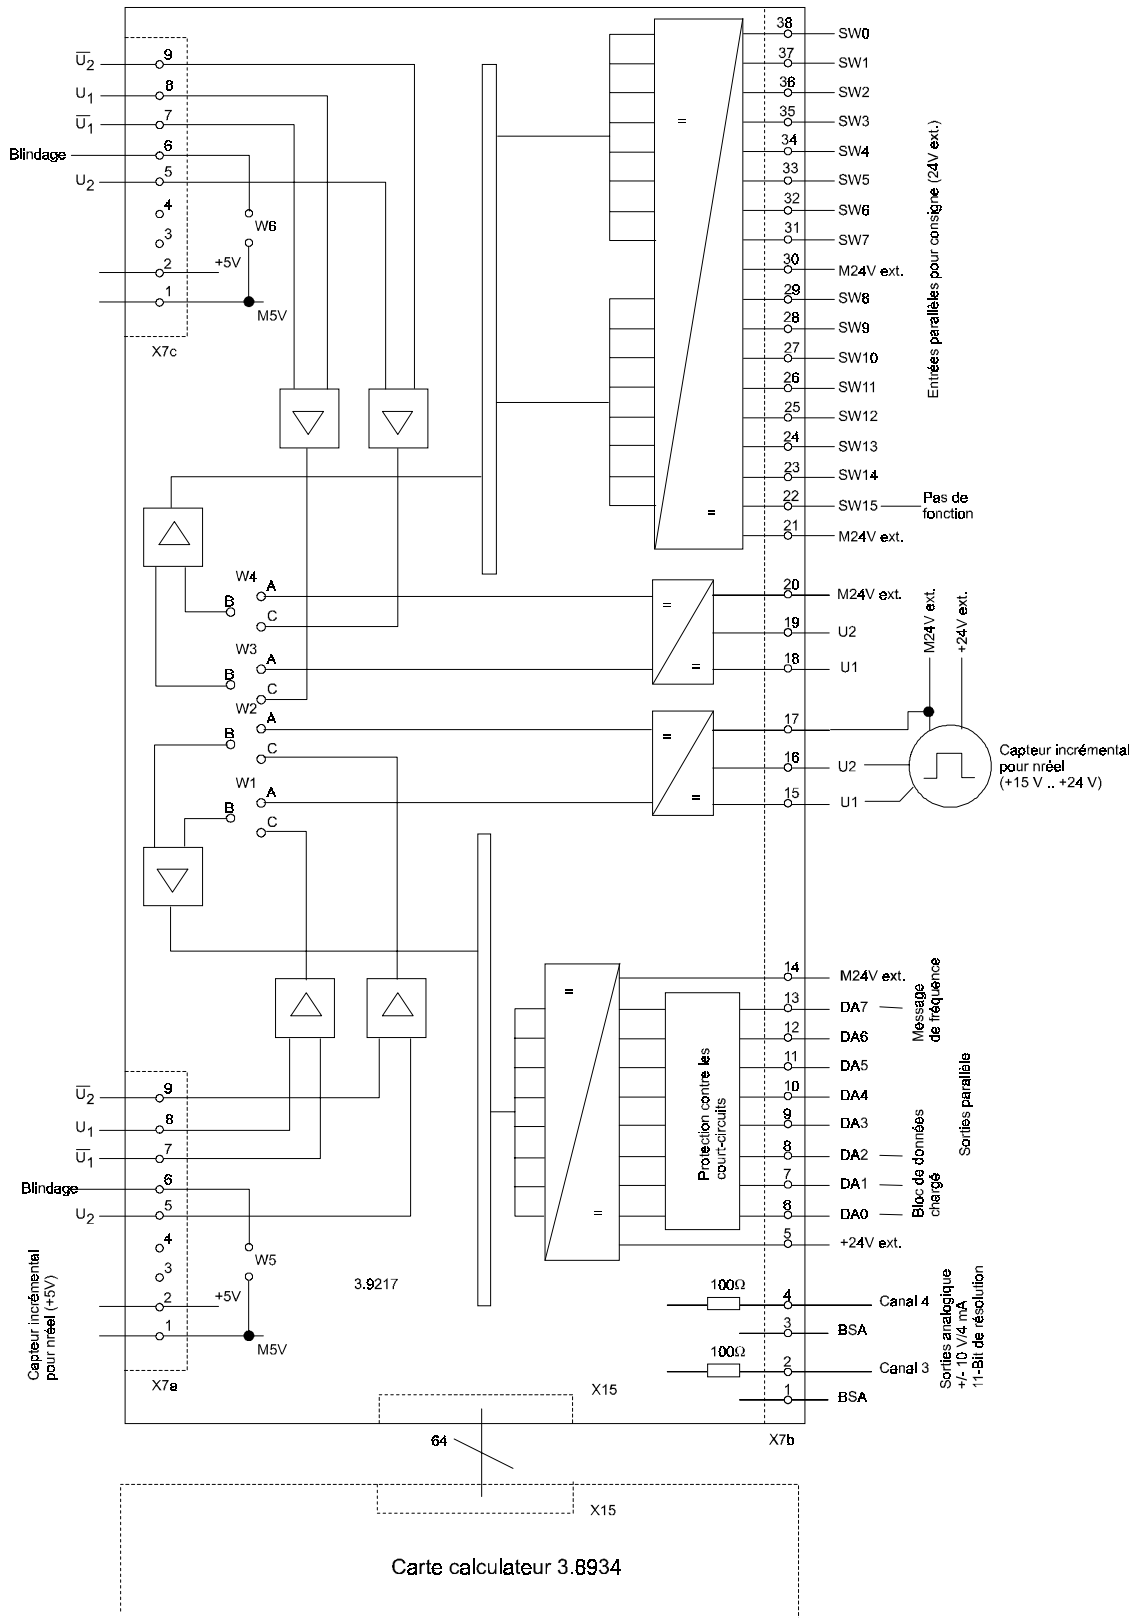 U2 9
U1 8
U1 7
Blindage 6
U2 5
4
3
2 +5V
1 M5V
W6
X7c
38 SW0
37 SW1
36 SW2
35 SW3
34 SW4
33 SW5
32 SW6
31 SW7
30 M24V ext.
29 SW8
28 SW9
27 SW10
26 SW11
25 SW12
24 SW13
23 SW14
22 SW15
Pas de
fonction
21 M24V ext.
Entrées parallèles pour consigne (24V ext.)
= =
W4 A
B
C
W3 A
B
C
W2 A
B
C
W1 A
B
C
= =
20 M24V ext.
19 U2
18 U1
= =
17
16 U2
15 U1
M24V ext.
+24V ext.
Capteur incrémental
pour nréel
(+15 V .. +24 V)
= =
14 M24V ext.
13 DA7
12 DA6
11 DA5
10 DA4
9 DA3
8 DA2
7 DA1
6 DA0
5 +24V ext.
Protection contre les
court-circuits
Message
de fréquence
Bloc de données
chargé
Sorties parallèle
100Ω
4 Canal 4
3 BSA
100Ω
2 Canal 3
1 BSA
Sorties analogique
+/- 10 V/4 mA
11-Bit de résolution
U2 9
U1 8
U1 7
Blindage 6
U2 5
4
3
2 +5V
1 M5V
W5
3.9217
Capteur incrémental
pour nréel (+5V)
X7a
X15
X7b
64
X15
Carte calculateur 3.8934